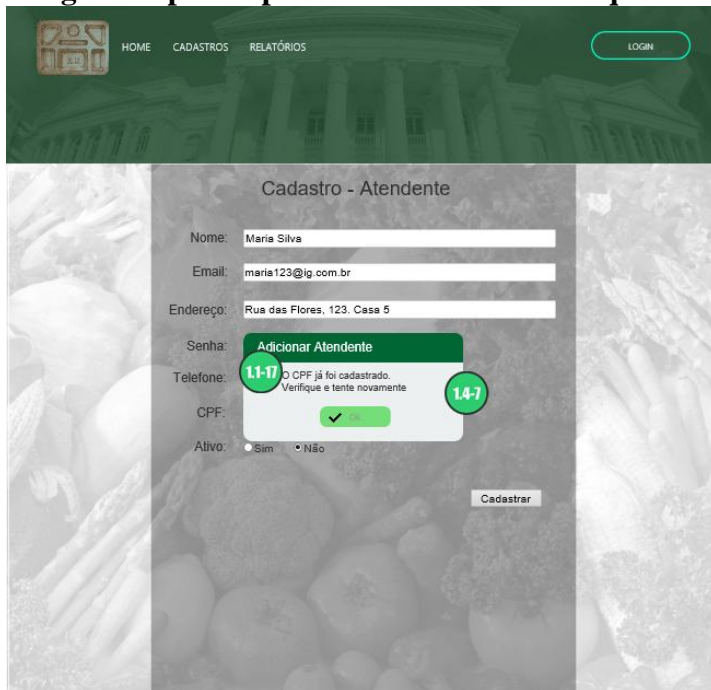 HOME CADASTROS RELATÓRIOS LOGIN
Cadastro - Atendente
Nome: Maria Silva
Email: maria123@ig.com.br
Endereço: Rua das Flores, 123. Casa 5
Senha:
Adicionar Atendente
Telefone:
1.1-17
O CPF já foi cadastrado.
Verifique e tente novamente
1.4-7
CPF:
Ok
Ativo: Sim Não
Cadastrar